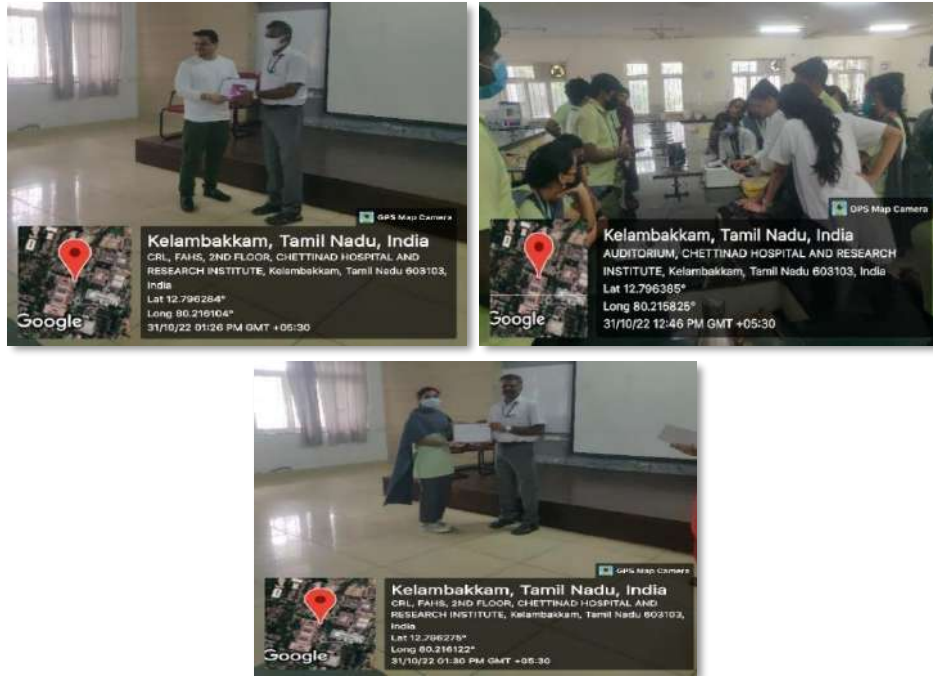 GPS Map Camera
Kelambakkam, Tamil Nadu, India
CRL, FAHS, 2ND FLOOR, CHETTINAD HOSPITAL AND
RESEARCH INSTITUTE, Kelambakkam, Tamil Nadu 603103,
India
Lat 12.796284°
Long 80.216104°
31/10/22 01:26 PM GMT +05:30
Google
GPS Map Camera
Kelambakkam, Tamil Nadu, India
AUDITORIUM, CHETTINAD HOSPITAL AND RESEARCH
INSTITUTE, Kelambakkam, Tamil Nadu 603103, India
Lat 12.796385°
Long 80.215825°
31/10/22 12:46 PM GMT +05:30
Google
GPS Map Camera
Kelambakkam, Tamil Nadu, India
CRL, FAHS, 2ND FLOOR, CHETTINAD HOSPITAL AND
RESEARCH INSTITUTE, Kelambakkam, Tamil Nadu 603103,
India
Lat 12.796275°
Long 80.216122°
31/10/22 01:30 PM GMT +05:30
Google